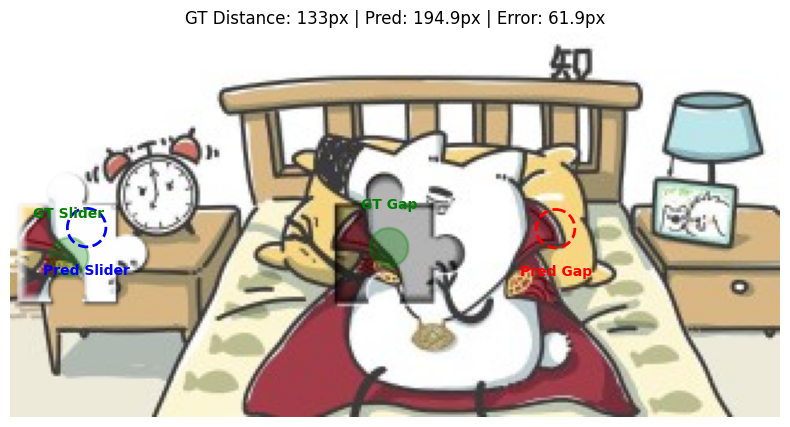 GT Distance: 133px | Pred: 194.9px | Error: 61.9px
知
GT Slider
GT Gap
Pred Slider
Pred Gap